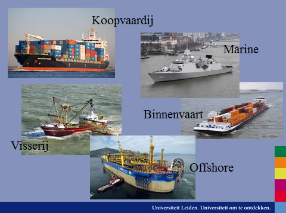 Koopvaardij
Marine
Binnenvaart
Visserij
Offshore
Universiteit Leiden. Universiteit om te ontdekken.